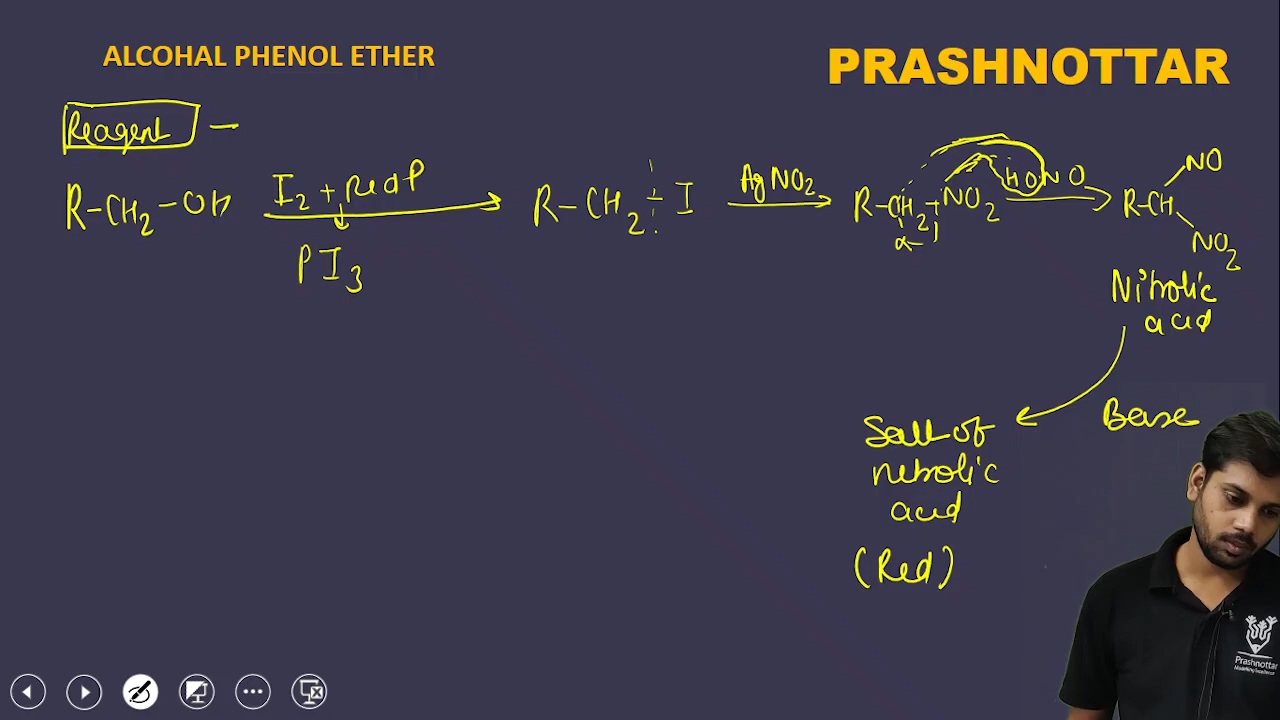 ALCOHAL PHENOL ETHER
PRASHNOTTAR
Reagent —
R-CH2-OH I2 + red P R-CH2-I AgNO2 R-CH2-NO2 HONO R-CH NO
PI3
α
NO2
Nitrolic
acid
Base
Salt of
nitrolic
acid
(Red)
Prashnottar